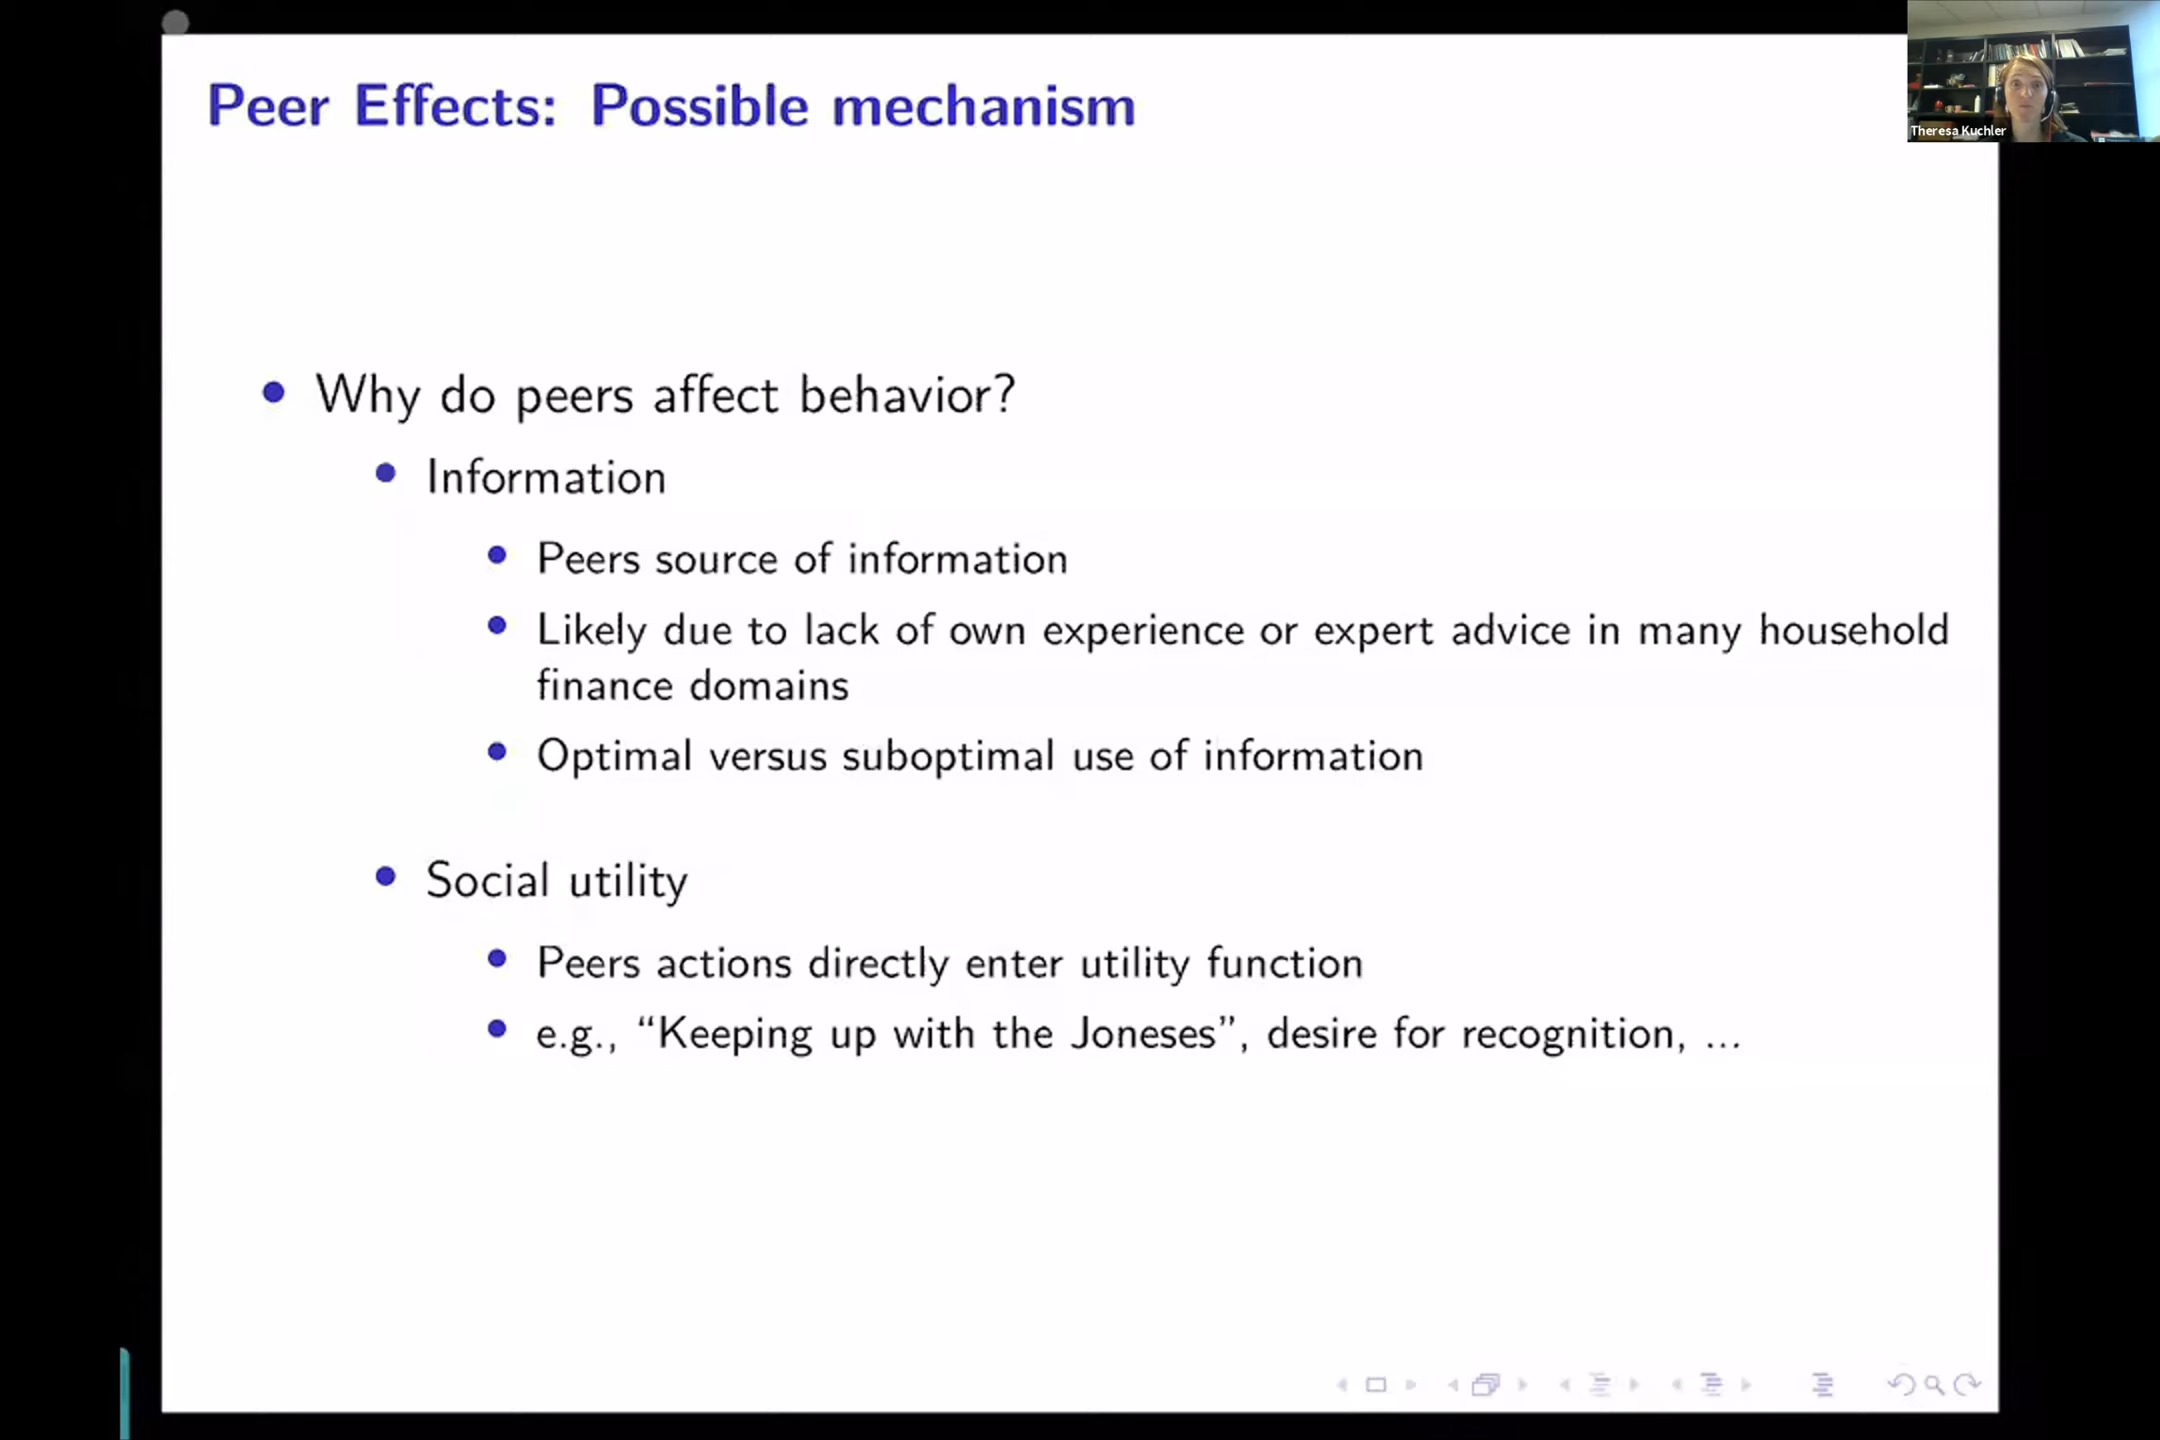 Peer Effects: Possible mechanism
Theresa Kuchler
Why do peers affect behavior?
Information
Peers source of information
Likely due to lack of own experience or expert advice in many household
finance domains
Optimal versus suboptimal use of information
Social utility
Peers actions directly enter utility function
e.g., “Keeping up with the Joneses”, desire for recognition, ...